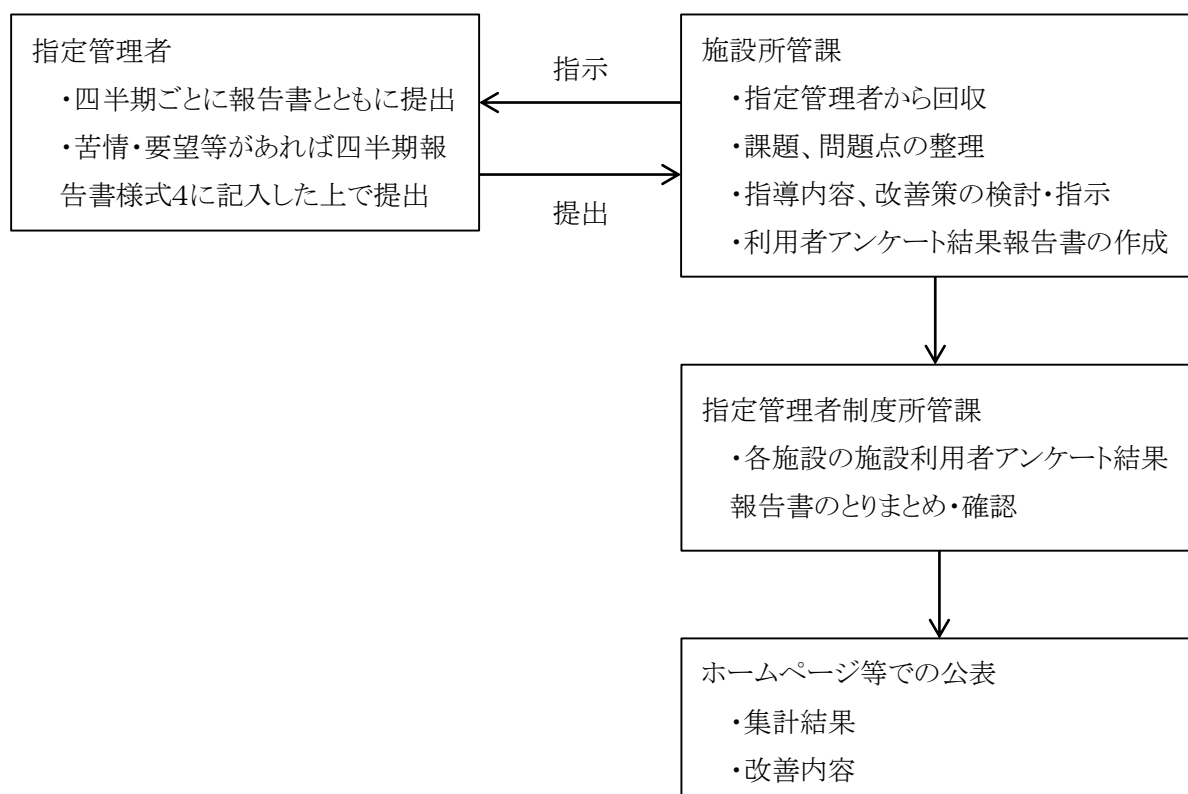 指定管理者
・四半期ごとに報告書とともに提出
・苦情・要望等があれば四半期報
告書様式4に記入した上で提出
指示
提出
施設所管課
・指定管理者から回収
・課題、問題点の整理
・指導内容、改善策の検討・指示
・利用者アンケート結果報告書の作成
指定管理者制度所管課
・各施設の施設利用者アンケート結果
報告書のとりまとめ・確認
ホームページ等での公表
・集計結果
・改善内容